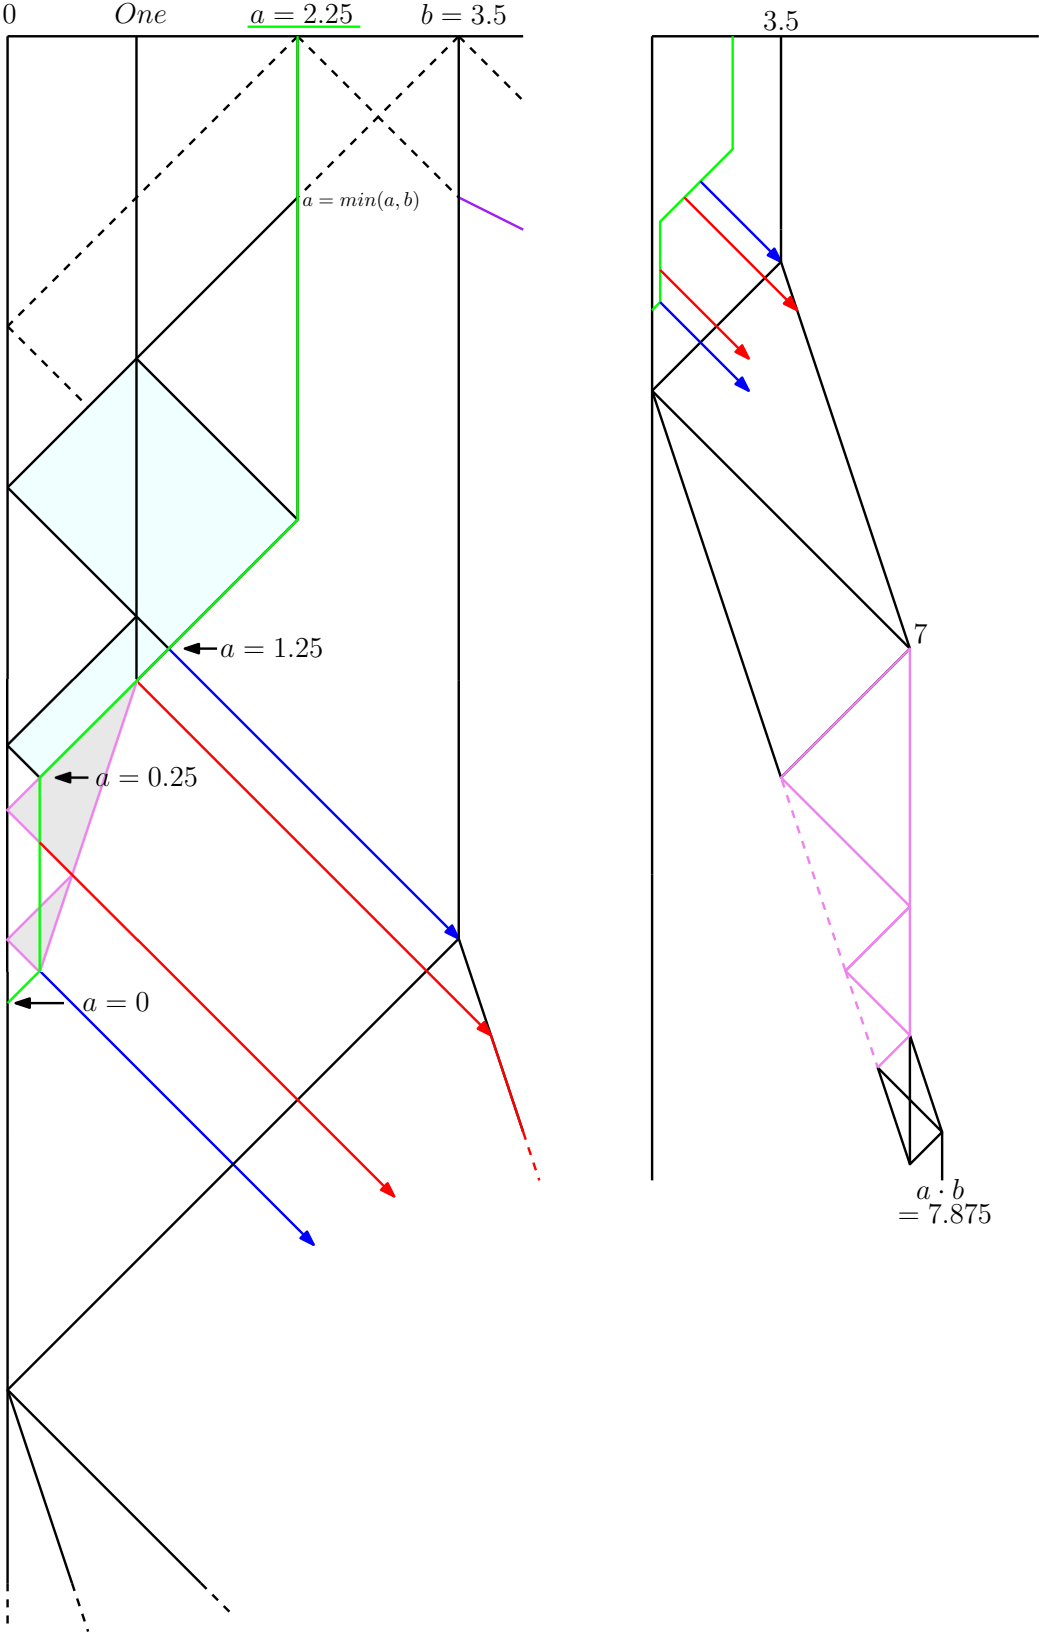 0 One a = 2.25 b = 3.5
3.5
a = min(a, b)
a = 1.25
7
a = 0.25
a = 0
a · b
= 7.875